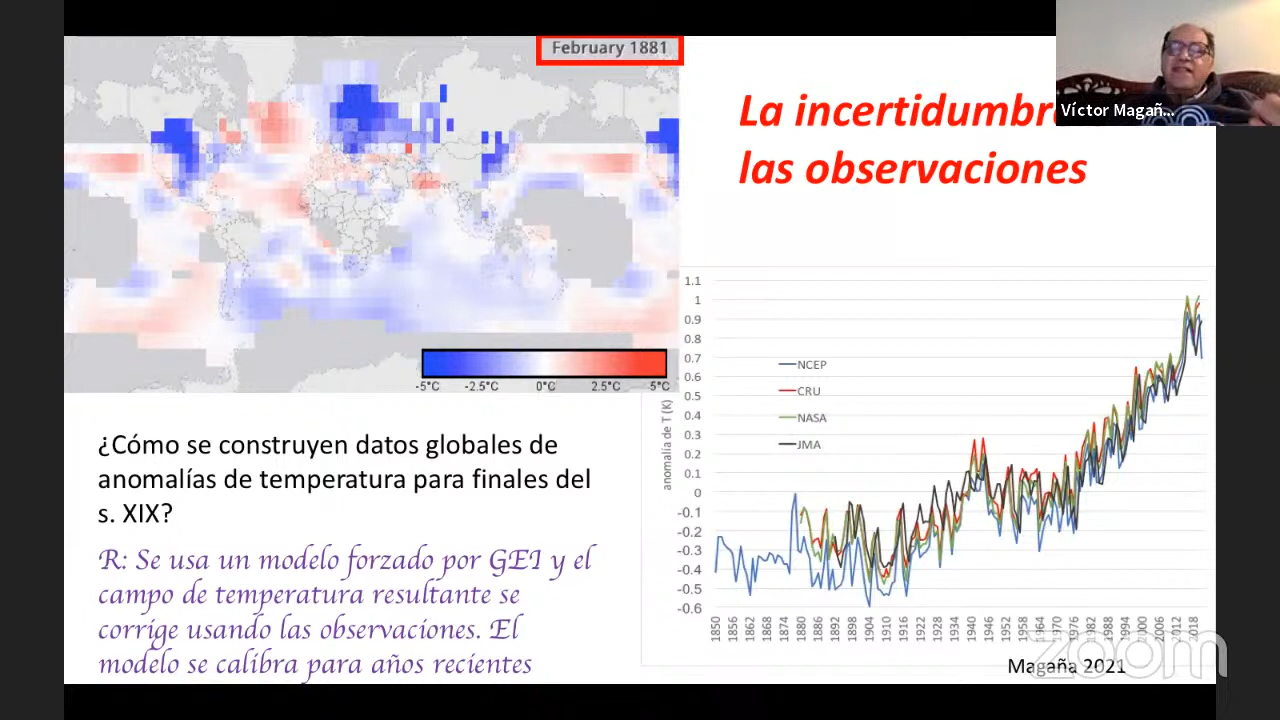 February 1881
La incertidumbre
las observaciones
Víctor Magañ...
-5°C -2.5°C 0°C 2.5°C 5°C
¿Cómo se construyen datos globales de
anomalías de temperatura para finales del
s. XIX?
R: Se usa un modelo forzado por GEI y el
campo de temperatura resultante se
corrige usando las observaciones. El
modelo se calibra para años recientes
anomalía de T (K)
1.1
1
0.9
0.8
0.7
0.6
0.5
0.4
0.3
0.2
0.1
0
-0.1
-0.2
-0.3
-0.4
-0.5
-0.6
NCEP
CRU
NASA
JMA
1850 1856 1862 1868 1874 1880 1886 1892 1898 1904 1910 1916 1922 1928 1934 1940 1946 1952 1958 1964 1970 1976 1982 1988 1994 2000 2006 2012 2018
Magaña 2021
zoom